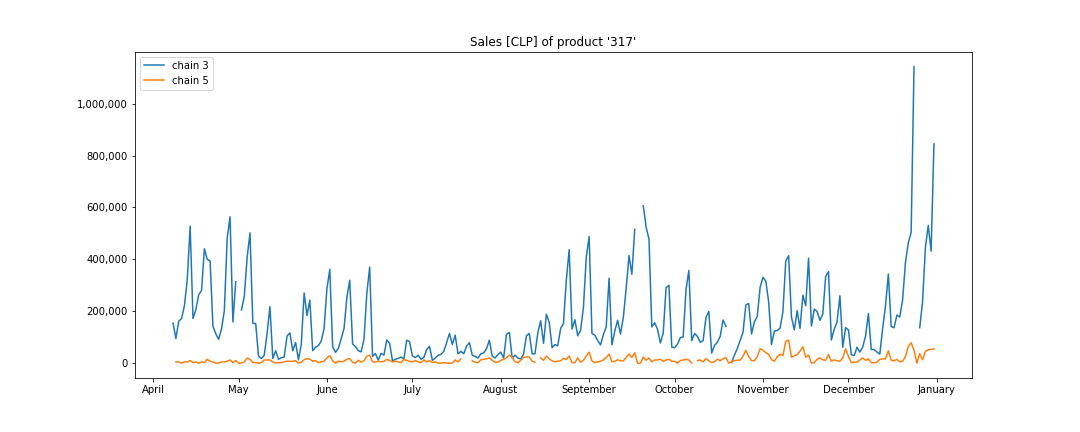 Sales [CLP] of product '317'
chain 3
chain 5
1,000,000
800,000
600,000
400,000
200,000
0
April May June July August September October November December January